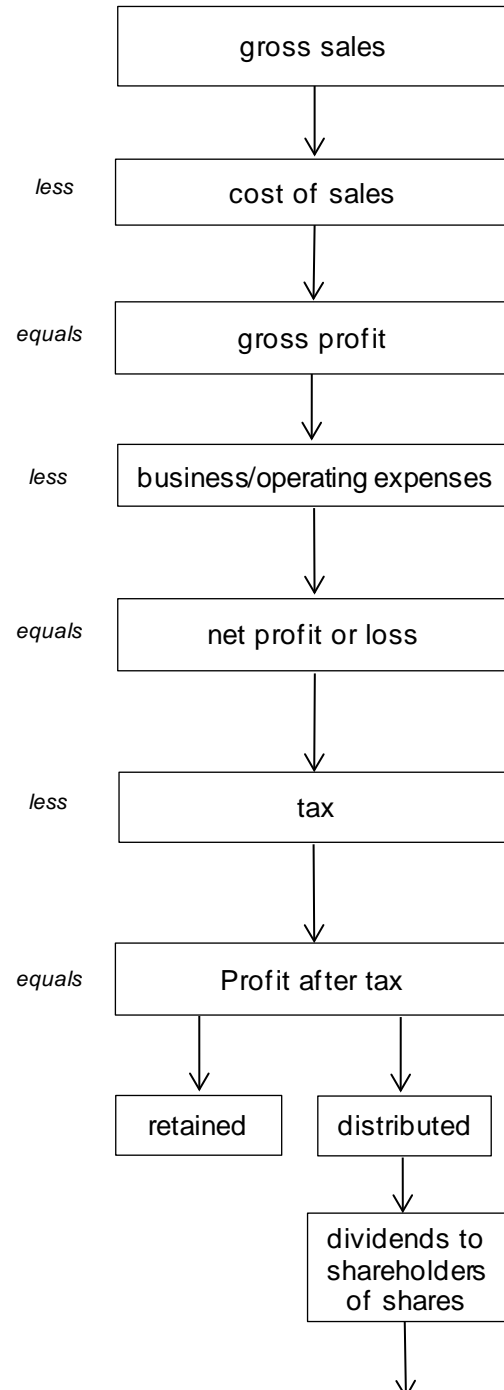 gross sales
less
cost of sales
equals
gross profit
less
business/operating expenses
equals
net profit or loss
less
tax
equals
Profit after tax
retained
distributed
dividends to
shareholders
of shares